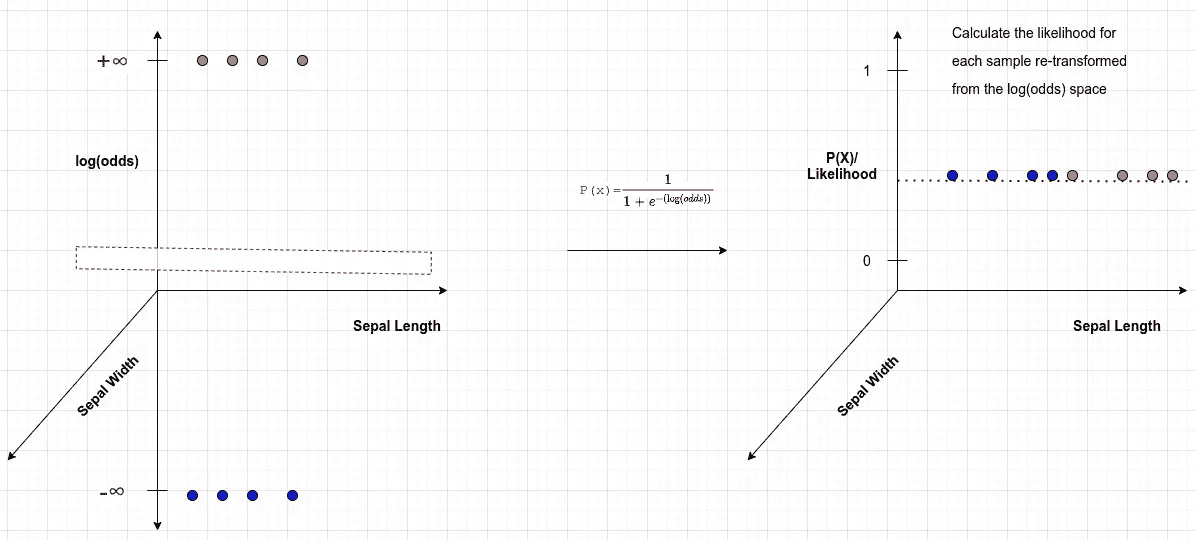 +∞
log(odds)
Sepal Length
Sepal Width
-∞
P(x)=1/(1 + e^-(log(odds)))
Calculate the likelihood for
each sample re-transformed
from the log(odds) space
1
P(X)/
Likelihood
0
Sepal Length
Sepal Width